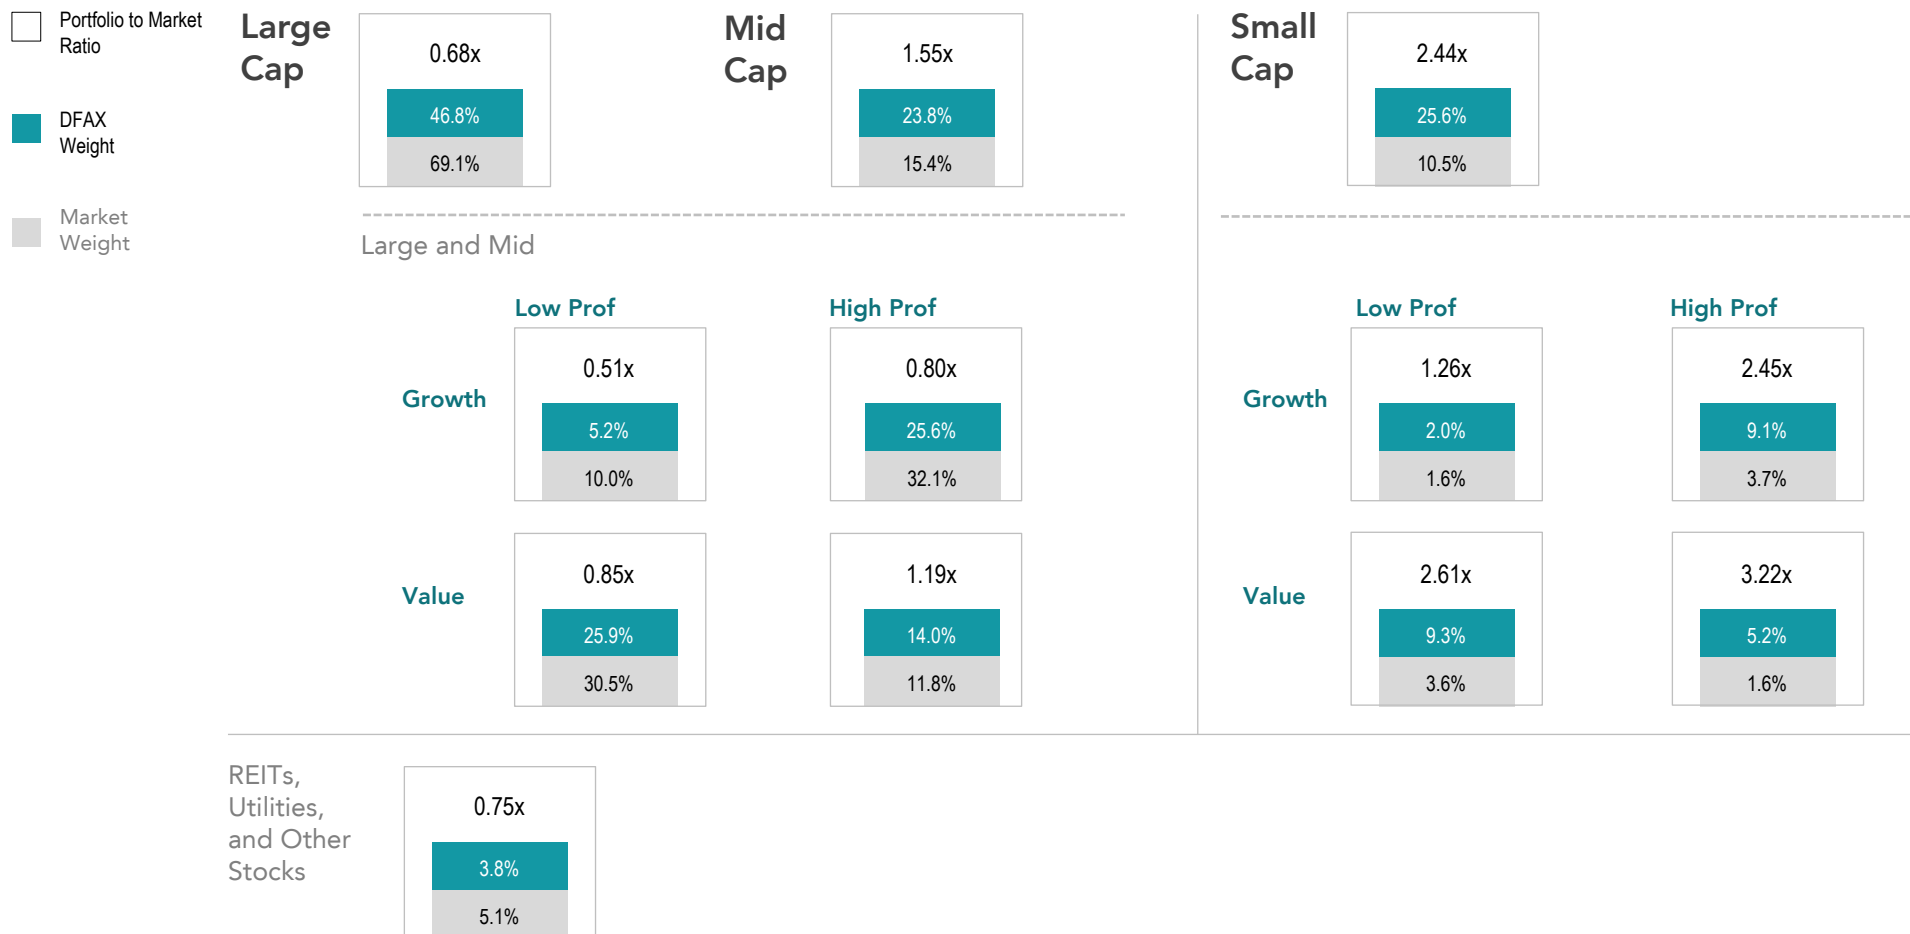 Portfolio to Market
Ratio
DFAX
Weight
Market
Weight
Large
Cap
0.68x
46.8%
69.1%
Mid
Cap
1.55x
23.8%
15.4%
Small
Cap
2.44x
25.6%
10.5%
Large and Mid
Low Prof
High Prof
Growth
0.51x
5.2%
10.0%
0.80x
25.6%
32.1%
Value
0.85x
25.9%
30.5%
1.19x
14.0%
11.8%
Low Prof
High Prof
Growth
1.26x
2.0%
1.6%
2.45x
9.1%
3.7%
Value
2.61x
9.3%
3.6%
3.22x
5.2%
1.6%
REITs,
Utilities,
and Other
Stocks
0.75x
3.8%
5.1%